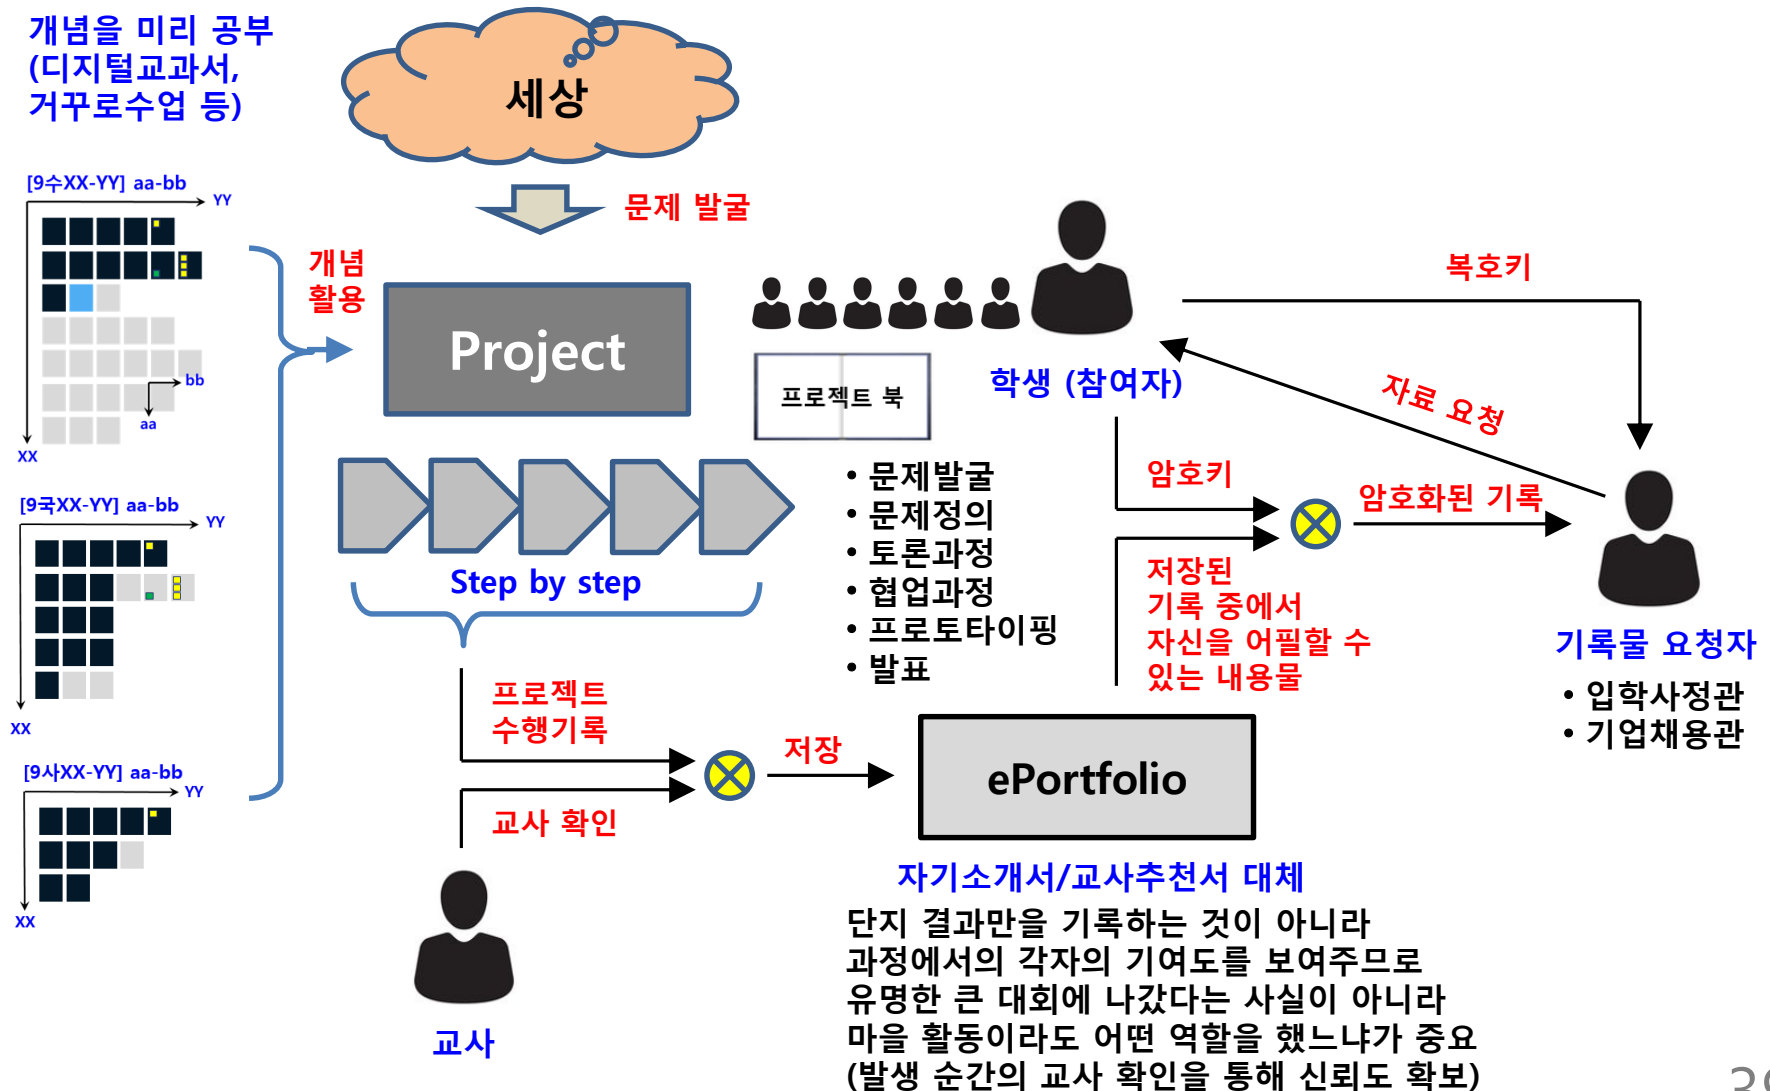 개념을 미리 공부
(디지털교과서,
거꾸로수업 등)
세상
문제 발굴
[9수XX-YY] aa-bb
YY
bb
aa
XX
[9국XX-YY] aa-bb
YY
XX
[9사XX-YY] aa-bb
YY
XX
개념
활용
Project
Step by step
프로젝트 북
• 문제발굴
• 문제정의
• 토론과정
• 협업과정
• 프로토타이핑
• 발표
학생 (참여자)
복호키
자료 요청
암호키
암호화된 기록
저장된
기록 중에서
자신을 어필할 수
있는 내용물
기록물 요청자
• 입학사정관
• 기업채용관
프로젝트
수행기록
교사 확인
저장
ePortfolio
교사
자기소개서/교사추천서 대체
단지 결과만을 기록하는 것이 아니라
과정에서의 각자의 기여도를 보여주므로
유명한 큰 대회에 나갔다는 사실이 아니라
마을 활동이라도 어떤 역할을 했느냐가 중요
(발생 순간의 교사 확인을 통해 신뢰도 확보)